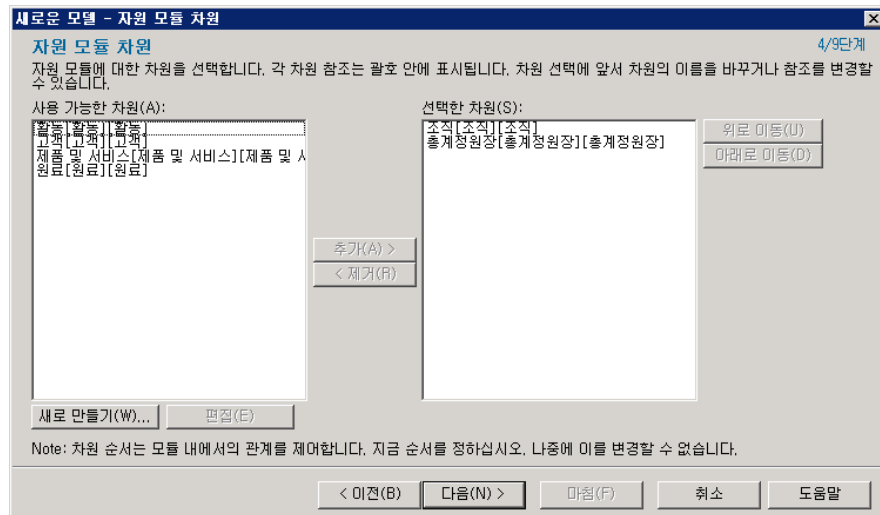 새로운 모델 - 자원 모듈 차원
자원 모듈 차원
4/9단계
자원 모듈에 대한 차원을 선택합니다. 각 차원 참조는 괄호 안에 표시됩니다. 차원 선택에 앞서 차원의 이름을 바꾸거나 참조를 변경할
수 있습니다.
사용 가능한 차원(A):
활동[활동][활동]
고객[고객][고객]
제품 및 서비스[제품 및 서비스][제품 및 서
원료[원료][원료]
선택한 차원(S):
조직[조직][조직]
총계정원장[총계정원장][총계정원장]
위로 이동(U)
아래로 이동(D)
추가(A) >
< 제거(R)
새로 만들기(W)...
편집(E)
Note: 차원 순서는 모듈 내에서의 관계를 제어합니다. 지금 순서를 정하십시오. 나중에 이를 변경할 수 없습니다.
< 이전(B)
다음(N) >
마침(F)
취소
도움말